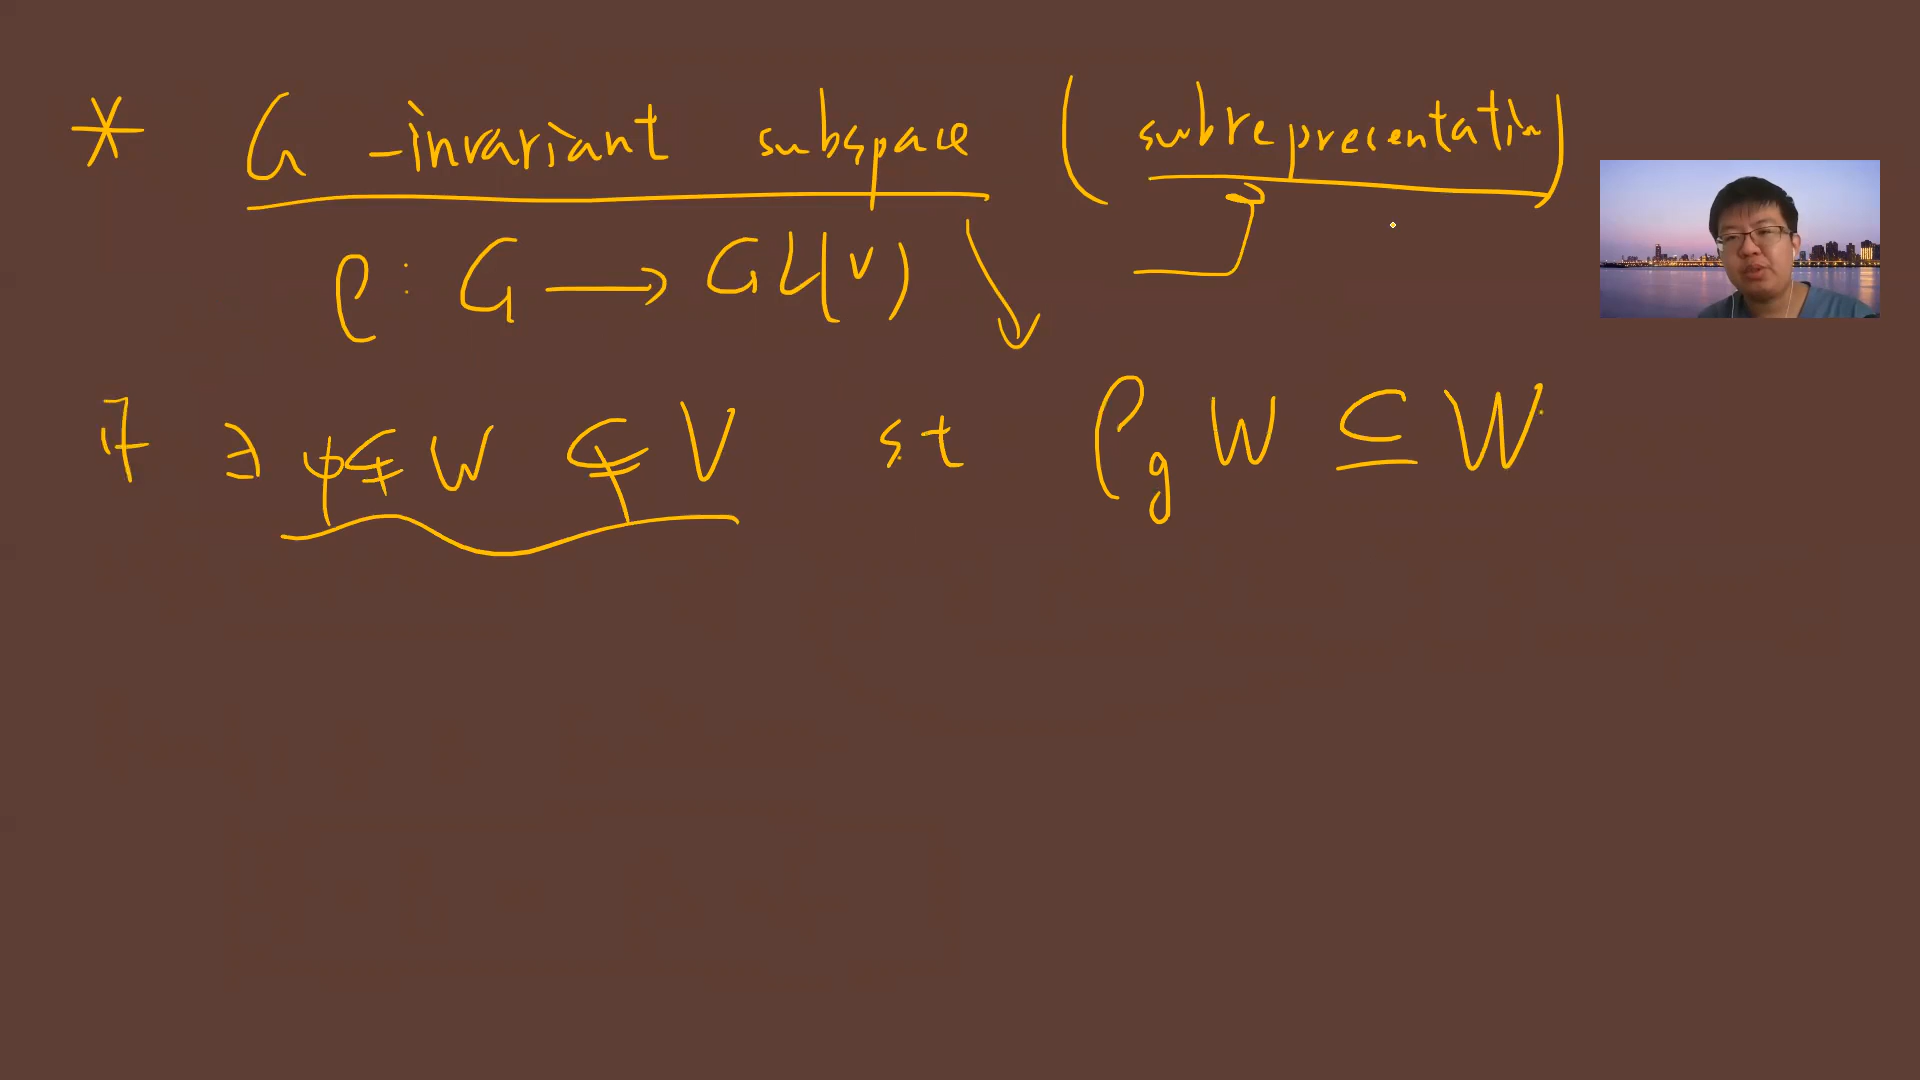 * G -invariant subspace (subrepresentation)
ρ: G ⟶ GL(V)
if ∃ φ ⊊ W ⊊ V s.t ρ_g W ⊆ W